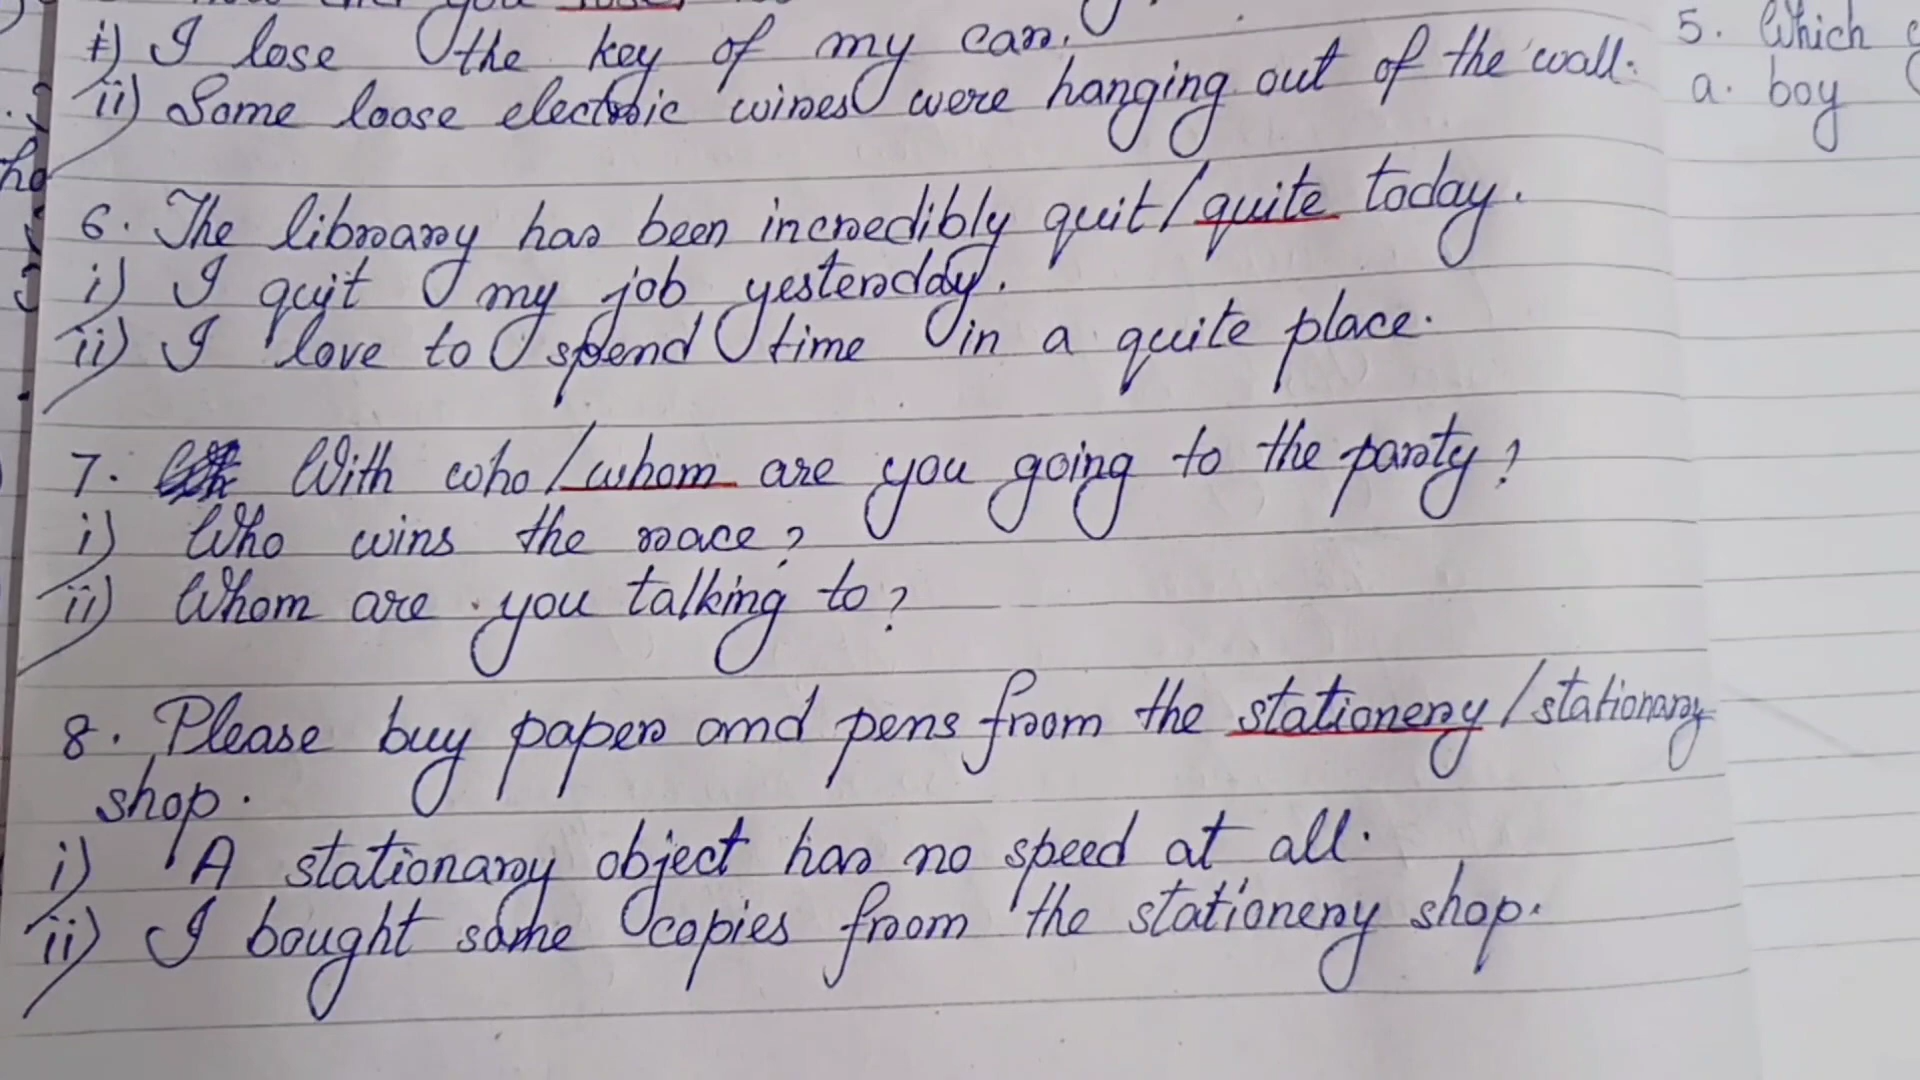 i) I lose the key of my car.
ii) Some loose electric wires were hanging out of the wall.
6. The library has been incredibly quit/quite today.
i) I quit my job yesterday.
ii) I love to spend time in a quite place.
7. With who/whom are you going to the party?
i) Who wins the race?
ii) Whom are you talking to?
8. Please buy paper and pens from the stationery/stationary
shop.
i) A stationary object has no speed at all.
ii) I bought some copies from the stationery shop.
5. Which
a. boy